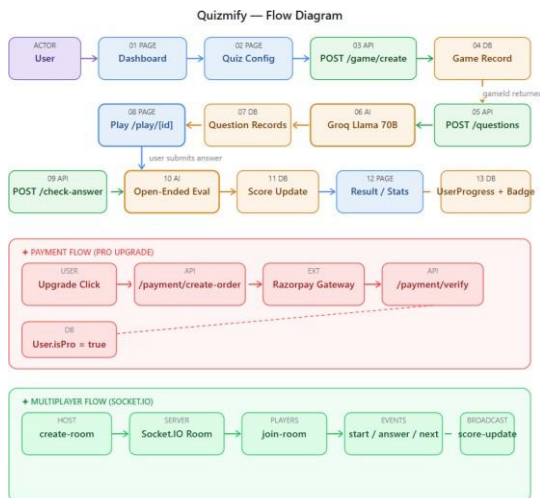 Quizmify — Flow Diagram
ACTOR
User
01 PAGE
Dashboard
02 PAGE
Quiz Config
03 API
POST /game/create
04 DB
Game Record
gameId returned
08 PAGE
Play /play/[id]
07 DB
Question Records
06 AI
Groq Llama 70B
05 API
POST /questions
user submits answer
09 API
POST /check-answer
10 AI
Open-Ended Eval
11 DB
Score Update
12 PAGE
Result / Stats
13 DB
UserProgress + Badge
✦ PAYMENT FLOW (PRO UPGRADE)
USER
Upgrade Click
API
/payment/create-order
EXT
Razorpay Gateway
API
/payment/verify
DB
User.isPro = true
✦ MULTIPLAYER FLOW (SOCKET.IO)
HOST
create-room
SERVER
Socket.IO Room
PLAYERS
join-room
EVENTS
start / answer / next
BROADCAST
score-update